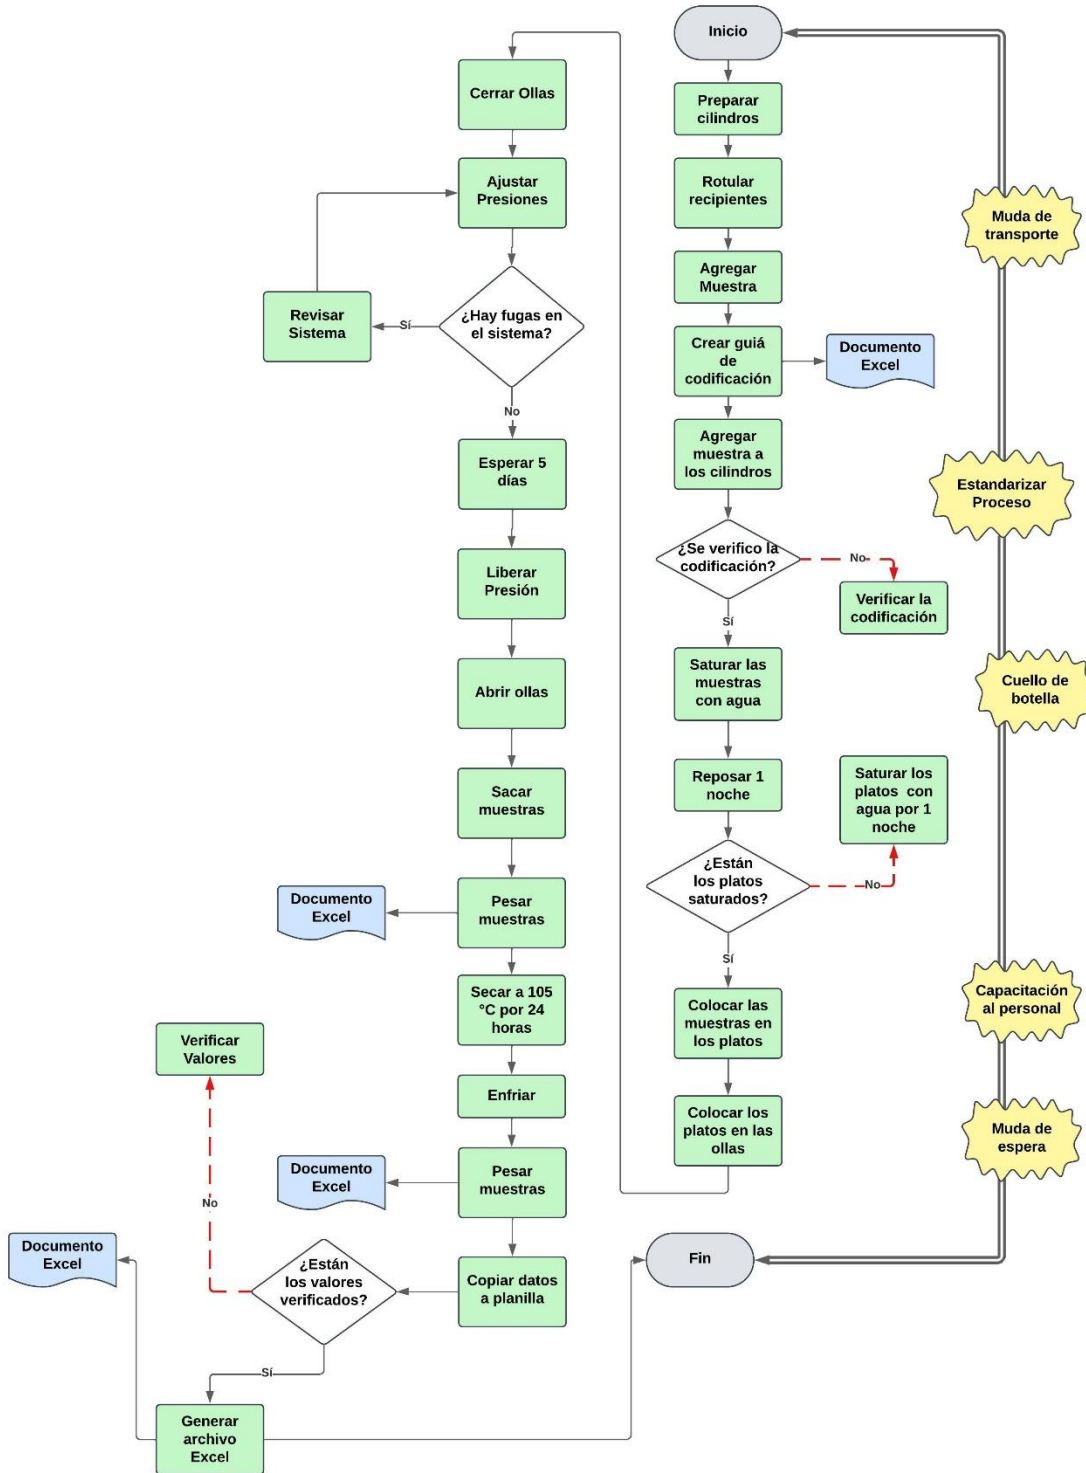 Inicio
Preparar
cilindros
Rotular
recipientes
Agregar
Muestra
Crear guiá
de
codificación
Documento
Excel
Agregar
muestra a
los cilindros
¿Se verifico la
codificación?
No
Verificar la
codificación
Sí
Saturar las
muestras
con agua
Reposar 1
noche
¿Están
los platos
saturados?
No
Saturar los
platos con
agua por 1
noche
Sí
Colocar las
muestras en
los platos
Colocar los
platos en las
ollas
Cerrar Ollas
Ajustar
Presiones
¿Hay fugas en
el sistema?
Sí
Revisar
Sistema
No
Esperar 5
días
Liberar
Presión
Abrir ollas
Sacar
muestras
Pesar
muestras
Documento
Excel
Secar a 105
°C por 24
horas
Enfriar
Pesar
muestras
Documento
Excel
Copiar datos
a planilla
¿Están
los valores
verificados?
No
Verificar
Valores
Sí
Generar
archivo
Excel
Documento
Excel
Fin
Muda de
transporte
Estandarizar
Proceso
Cuello de
botella
Capacitación
al personal
Muda de
espera